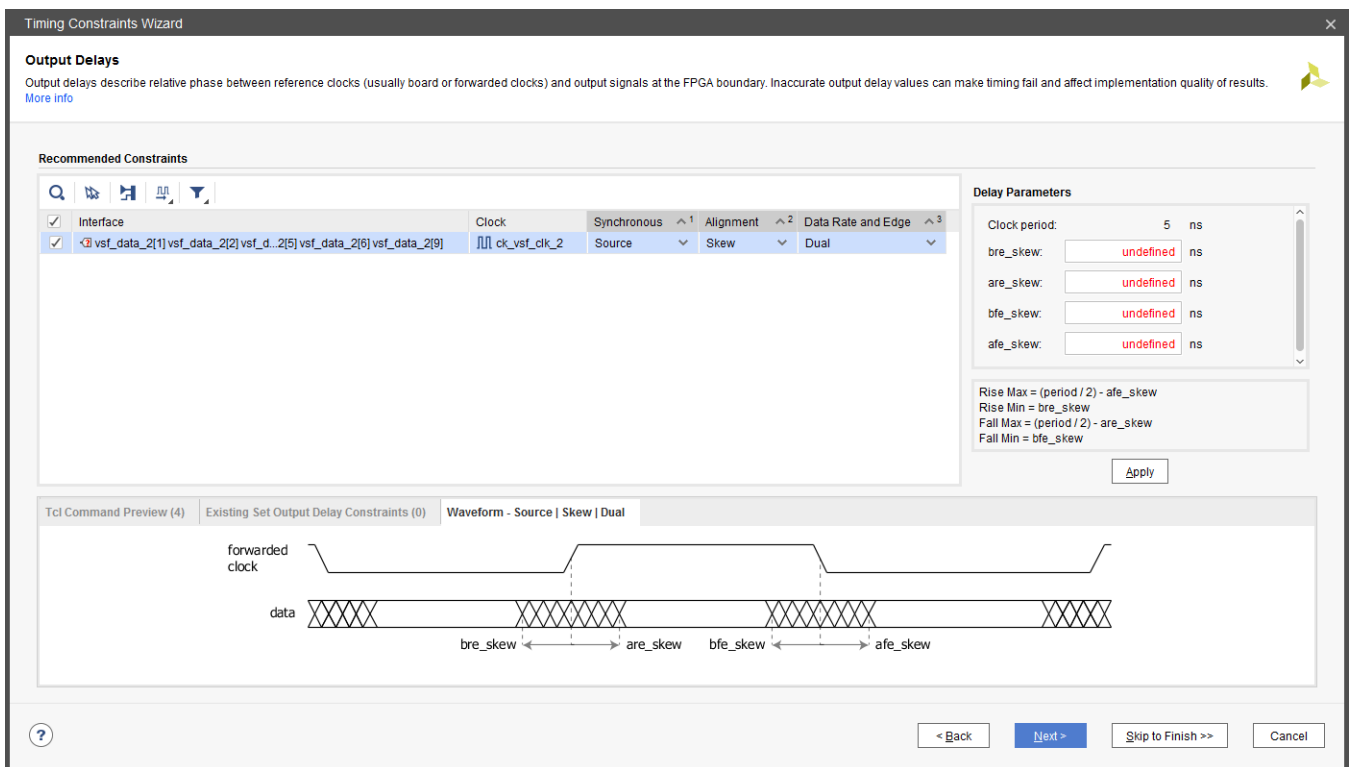 Timing Constraints Wizard
Output Delays
Output delays describe relative phase between reference clocks (usually board or forwarded clocks) and output signals at the FPGA boundary. Inaccurate output delay values can make timing fail and affect implementation quality of results.
More info
Recommended Constraints
Interface Clock Synchronous 1 Alignment 2 Data Rate and Edge 3
vsf_data_2[1] vsf_data_2[2] vsf_d...2[5] vsf_data_2[6] vsf_data_2[9] ck_vsf_clk_2 Source Skew Dual
Delay Parameters
Clock period: 5 ns
bre_skew: undefined ns
are_skew: undefined ns
bfe_skew: undefined ns
afe_skew: undefined ns
Rise Max = (period / 2) - afe_skew
Rise Min = bre_skew
Fall Max = (period / 2) - are_skew
Fall Min = bfe_skew
Apply
Tcl Command Preview (4) Existing Set Output Delay Constraints (0) Waveform - Source | Skew | Dual
forwarded
clock
data
bre_skew are_skew bfe_skew afe_skew
? < Back Next > Skip to Finish >> Cancel